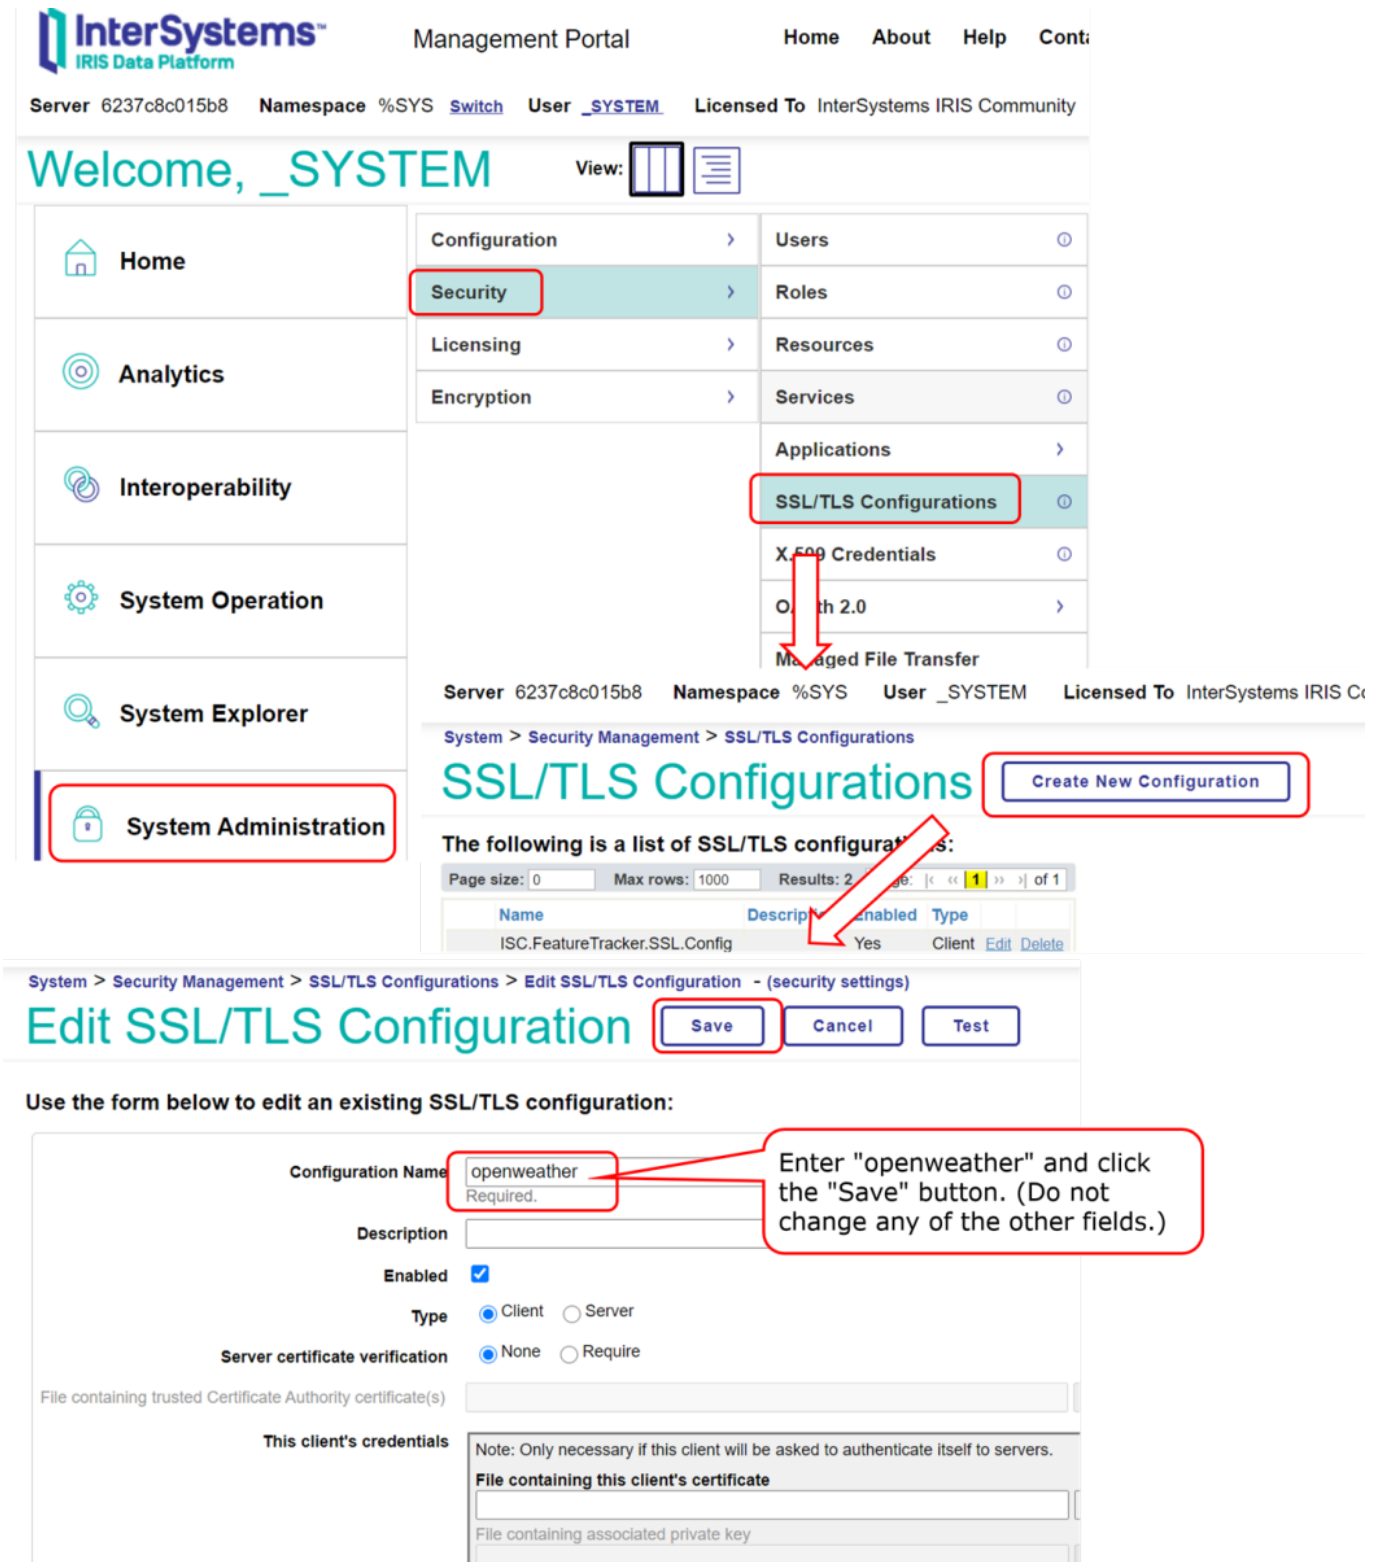 InterSystems™
IRIS Data Platform
Management Portal
Home About Help
Server 6237c8c015b8 Namespace %SYS Switch User _SYSTEM Licensed To InterSystems IRIS Community
Welcome, _SYSTEM
View:
Home
Analytics
Interoperability
System Operation
System Explorer
System Administration
Configuration
Security
Licensing
Encryption
Users
Roles
Resources
Services
Applications
SSL/TLS Configurations
X.509 Credentials
OAuth 2.0
Managed File Transfer
Server 6237c8c015b8 Namespace %SYS User _SYSTEM Licensed To InterSystems IRIS
System > Security Management > SSL/TLS Configurations
SSL/TLS Configurations
Create New Configuration
The following is a list of SSL/TLS configurations:
Page size: 0 Max rows: 1000 Results: 2 Page: |‹ ‹‹ 1 ›› ›| of 1
Name Description Enabled Type
ISC.FeatureTracker.SSL.Config Yes Client Edit Delete
System > Security Management > SSL/TLS Configurations > Edit SSL/TLS Configuration - (security settings)
Edit SSL/TLS Configuration
Save Cancel Test
Use the form below to edit an existing SSL/TLS configuration:
Configuration Name openweather
Required.
Enter "openweather" and click
the "Save" button. (Do not
change any of the other fields.)
Description
Enabled
Type Client Server
Server certificate verification None Require
File containing trusted Certificate Authority certificate(s)
This client's credentials
Note: Only necessary if this client will be asked to authenticate itself to servers.
File containing this client's certificate
File containing associated private key